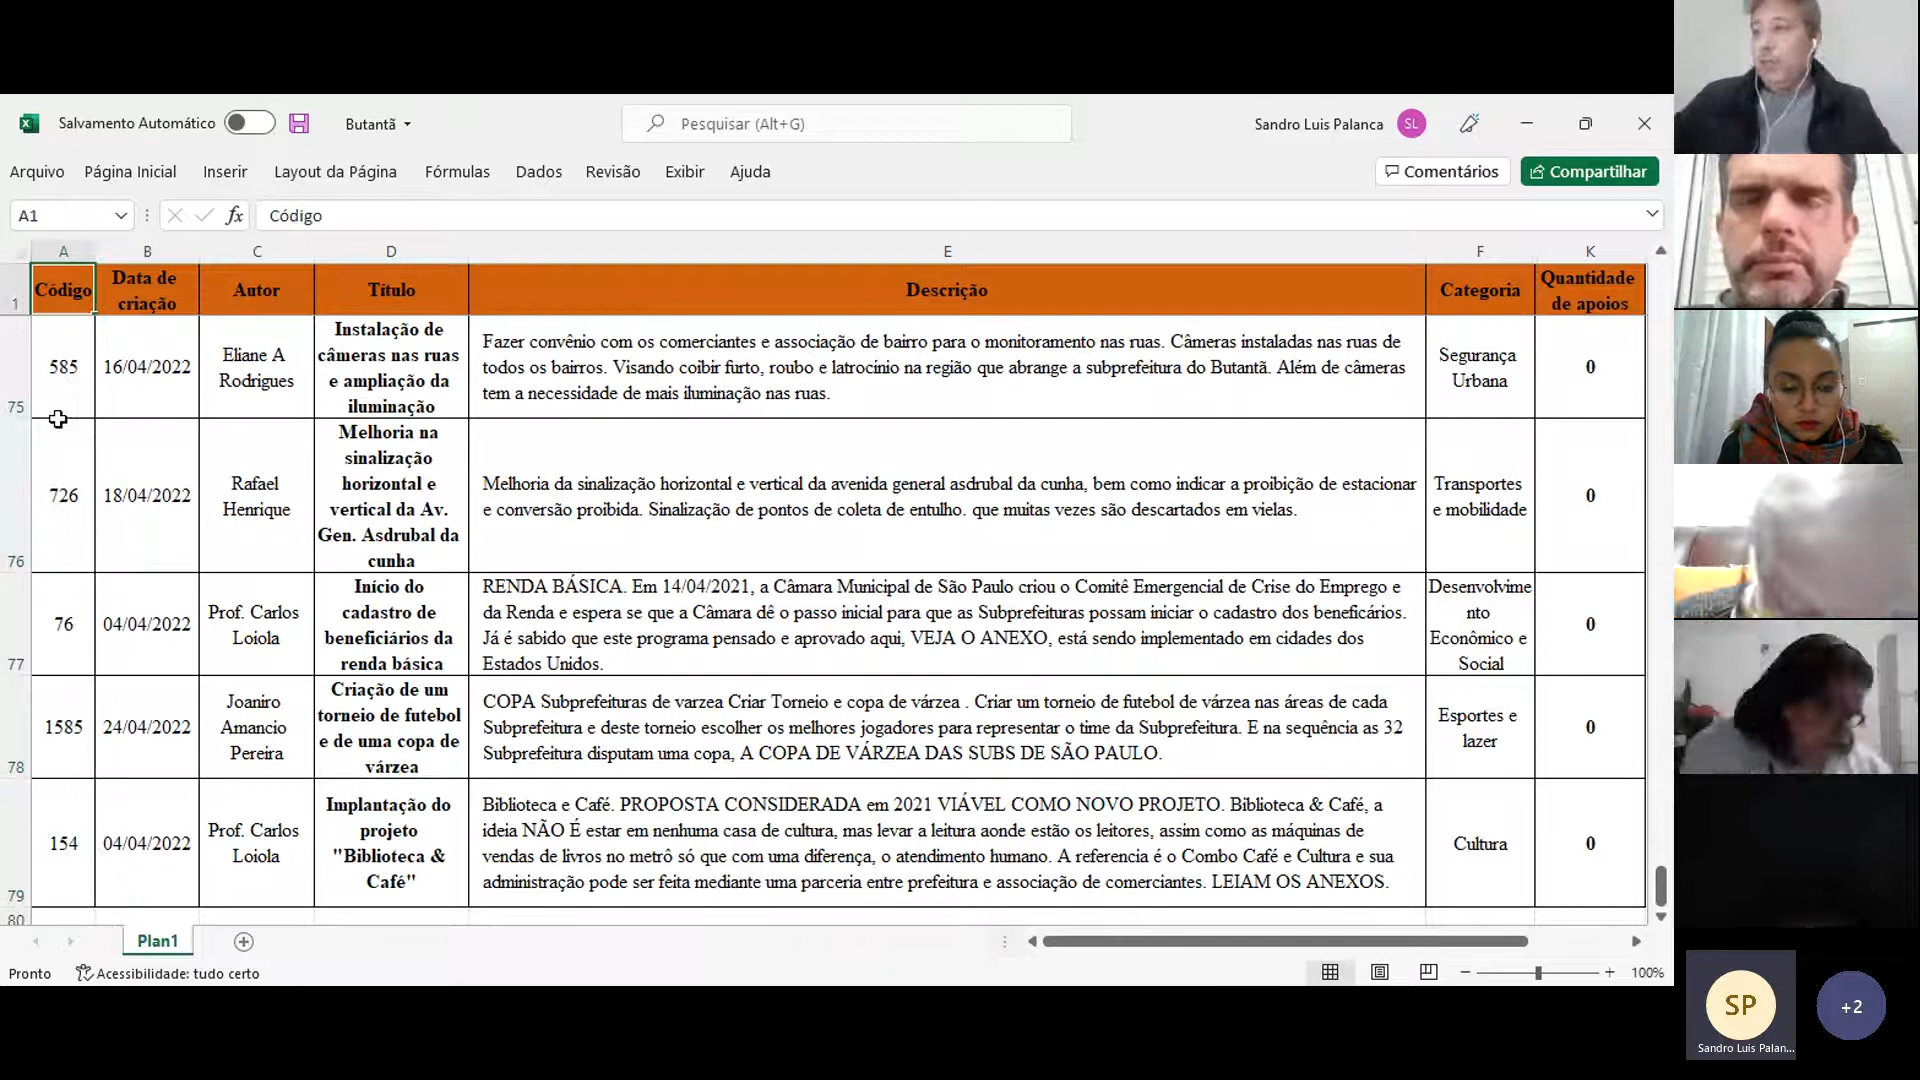 Salvamento Automático
Butantã
Pesquisar (Alt+G)
Sandro Luis Palanca
SL
Arquivo
Página Inicial
Inserir
Layout da Página
Fórmulas
Dados
Revisão
Exibir
Ajuda
Comentários
Compartilhar
A1
fx
Código
A
B
C
D
E
F
K
1
Código
Data de
criação
Autor
Título
Descrição
Categoria
Quantidade
de apoios
75
585
16/04/2022
Eliane A
Rodrigues
Instalação de
câmeras nas ruas
e ampliação da
iluminação
Fazer convênio com os comerciantes e associação de bairro para o monitoramento nas ruas. Câmeras instaladas nas ruas de
todos os bairros. Visando coibir furto, roubo e latrocínio na região que abrange a subprefeitura do Butantã. Além de câmeras
tem a necessidade de mais iluminação nas ruas.
Segurança
Urbana
0
76
726
18/04/2022
Rafael
Henrique
Melhoria na
sinalização
horizontal e
vertical da Av.
Gen. Asdrubal da
cunha
Melhoria da sinalização horizontal e vertical da avenida general asdrubal da cunha, bem como indicar a proibição de estacionar
e conversão proibida. Sinalização de pontos de coleta de entulho. que muitas vezes são descartados em vielas.
Transportes
e mobilidade
0
77
76
04/04/2022
Prof. Carlos
Loiola
Início do
cadastro de
beneficiários da
renda básica
RENDA BÁSICA. Em 14/04/2021, a Câmara Municipal de São Paulo criou o Comitê Emergencial de Crise do Emprego e
da Renda e espera se que a Câmara dê o passo inicial para que as Subprefeituras possam iniciar o cadastro dos beneficários.
Já é sabido que este programa pensado e aprovado aqui, VEJA O ANEXO, está sendo implementado em cidades dos
Estados Unidos.
Desenvolvime
nto
Econômico e
Social
0
78
1585
24/04/2022
Joaniro
Amancio
Pereira
Criação de um
torneio de futebol
e de uma copa de
várzea
COPA Subprefeituras de varzea Criar Torneio e copa de várzea . Criar um torneio de futebol de várzea nas áreas de cada
Subprefeitura e deste torneio escolher os melhores jogadores para representar o time da Subprefeitura. E na sequência as 32
Subprefeitura disputam uma copa, A COPA DE VÁRZEA DAS SUBS DE SÃO PAULO.
Esportes e
lazer
0
79
154
04/04/2022
Prof. Carlos
Loiola
Implantação do
projeto
"Biblioteca &
Café"
Biblioteca e Café. PROPOSTA CONSIDERADA em 2021 VIÁVEL COMO NOVO PROJETO. Biblioteca & Café, a
ideia NÃO É estar em nenhuma casa de cultura, mas levar a leitura aonde estão os leitores, assim como as máquinas de
vendas de livros no metrô só que com uma diferença, o atendimento humano. A referencia é o Combo Café e Cultura e sua
administração pode ser feita mediante uma parceria entre prefeitura e associação de comerciantes. LEIAM OS ANEXOS.
Cultura
0
80
Plan1
Pronto
Acessibilidade: tudo certo
100%
SP
Sandro Luis Palan...
+2